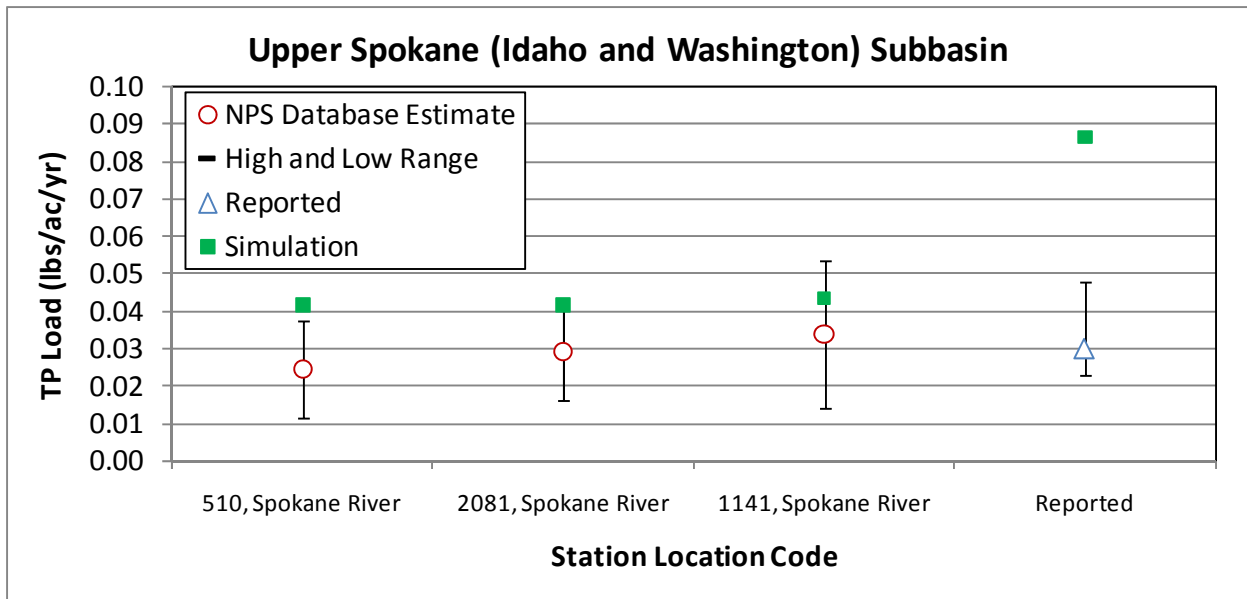 Upper Spokane (Idaho and Washington) Subbasin
TP Load (lbs/ac/yr)
0.10
0.09
0.08
0.07
0.06
0.05
0.04
0.03
0.02
0.01
0.00
NPS Database Estimate
High and Low Range
Reported
Simulation
510, Spokane River
2081, Spokane River
1141, Spokane River
Reported
Station Location Code